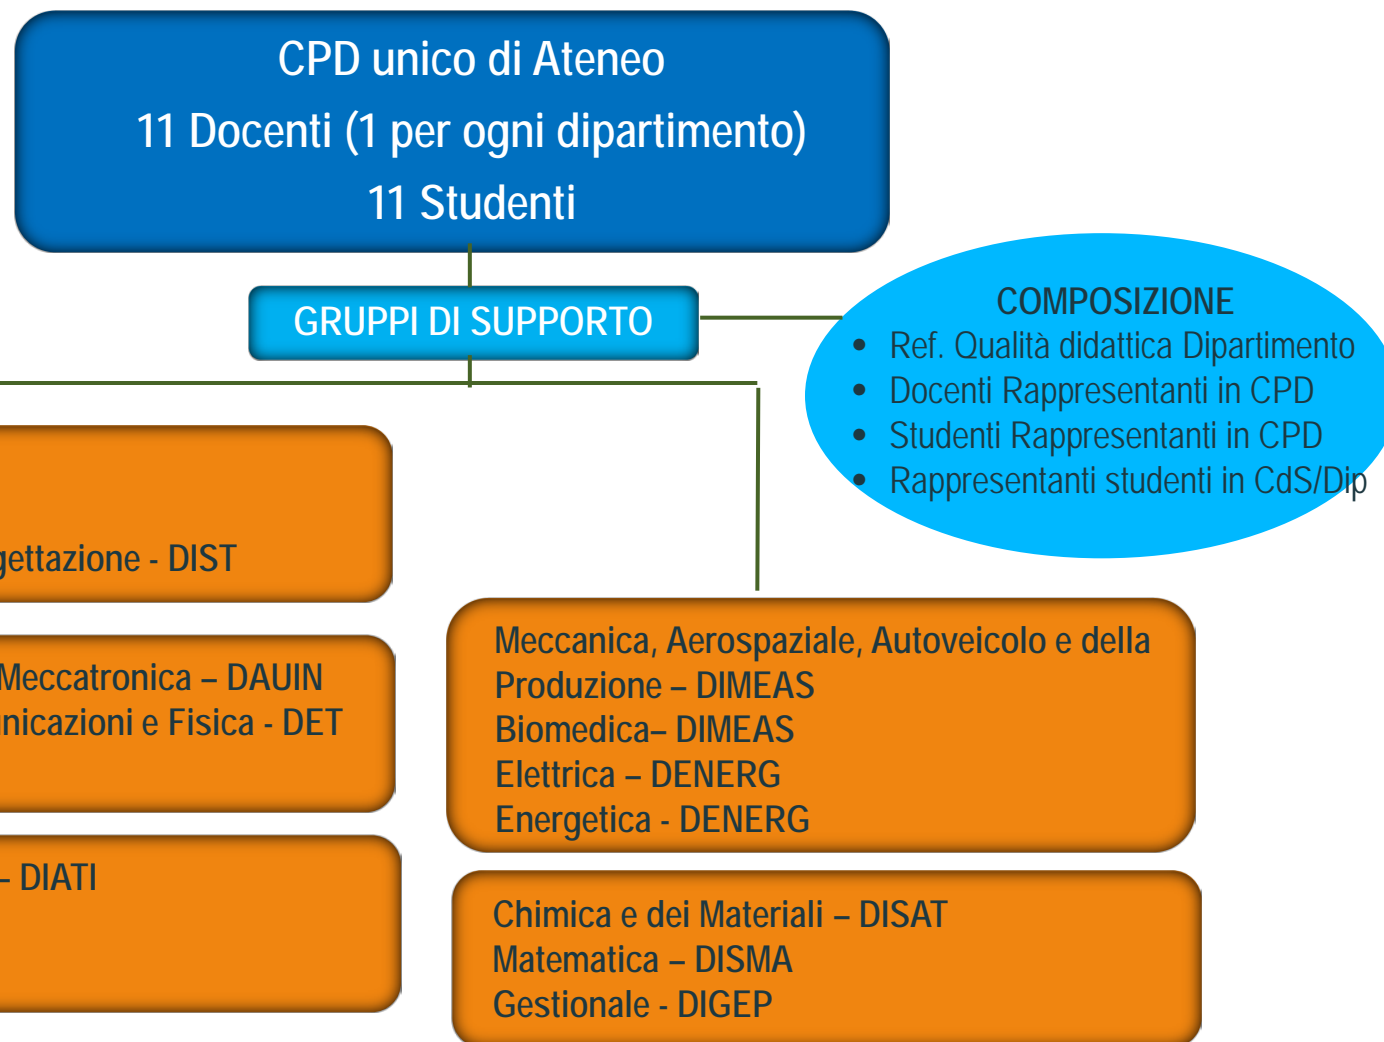 CPD unico di Ateneo
11 Docenti (1 per ogni dipartimento)
11 Studenti
GRUPPI DI SUPPORTO
COMPOSIZIONE
• Ref. Qualità didattica Dipartimento
• Docenti Rappresentanti in CPD
• Studenti Rappresentanti in CPD
• Rappresentanti studenti in CdS/Dip
gettazione - DIST
Meccatronica – DAUIN
unicazioni e Fisica - DET
– DIATI
Meccanica, Aerospaziale, Autoveicolo e della
Produzione – DIMEAS
Biomedica– DIMEAS
Elettrica – DENERG
Energetica - DENERG
Chimica e dei Materiali – DISAT
Matematica – DISMA
Gestionale - DIGEP